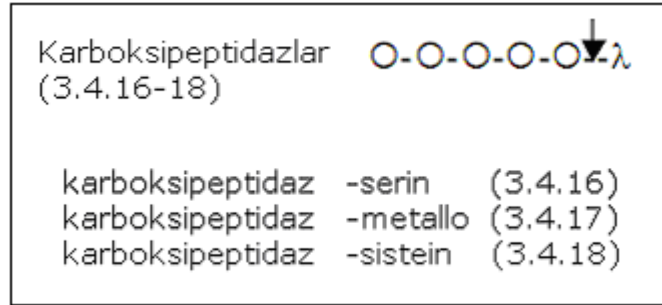 Karboksipeptidazlar O-O-O-O-O-λ
(3.4.16-18)
karboksipeptidaz -serin (3.4.16)
karboksipeptidaz -metallo (3.4.17)
karboksipeptidaz -sistein (3.4.18)